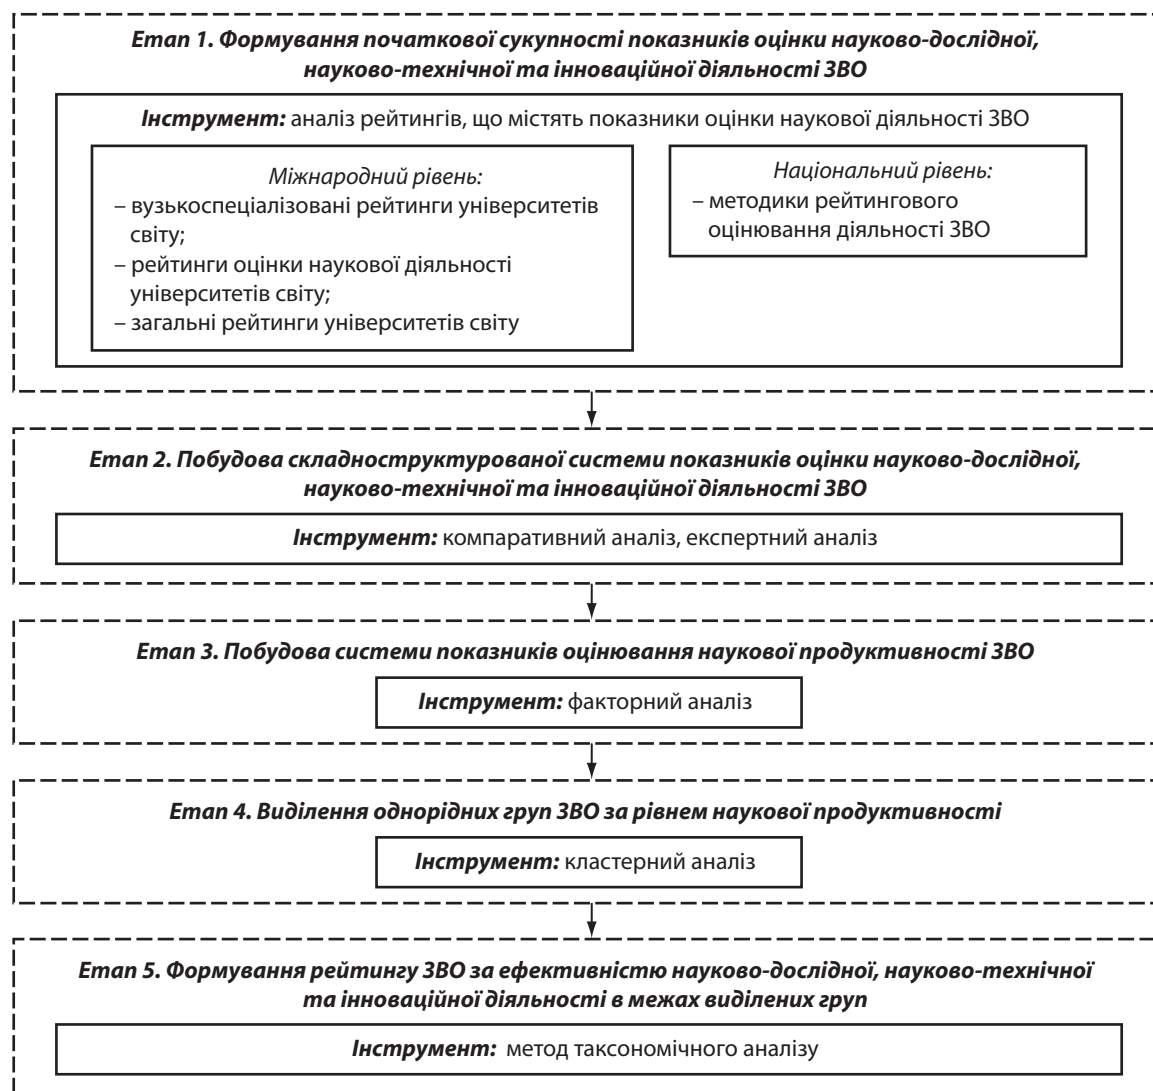 Етап 1. Формування початкової сукупності показників оцінки науково-дослідної,
науково-технічної та інноваційної діяльності ЗВО
Інструмент: аналіз рейтингів, що містять показники оцінки наукової діяльності ЗВО
Міжнародний рівень:
– вузькоспеціалізовані рейтинги університетів
світу;
– рейтинги оцінки наукової діяльності
університетів світу;
– загальні рейтинги університетів світу
Національний рівень:
– методики рейтингового
оцінювання діяльності ЗВО
Етап 2. Побудова складноструктурованої системи показників оцінки науково-дослідної,
науково-технічної та інноваційної діяльності ЗВО
Інструмент: компаративний аналіз, експертний аналіз
Етап 3. Побудова системи показників оцінювання наукової продуктивності ЗВО
Інструмент: факторний аналіз
Етап 4. Виділення однорідних груп ЗВО за рівнем наукової продуктивності
Інструмент: кластерний аналіз
Етап 5. Формування рейтингу ЗВО за ефективністю науково-дослідної, науково-технічної
та інноваційної діяльності в межах виділених груп
Інструмент: метод таксономічного аналізу